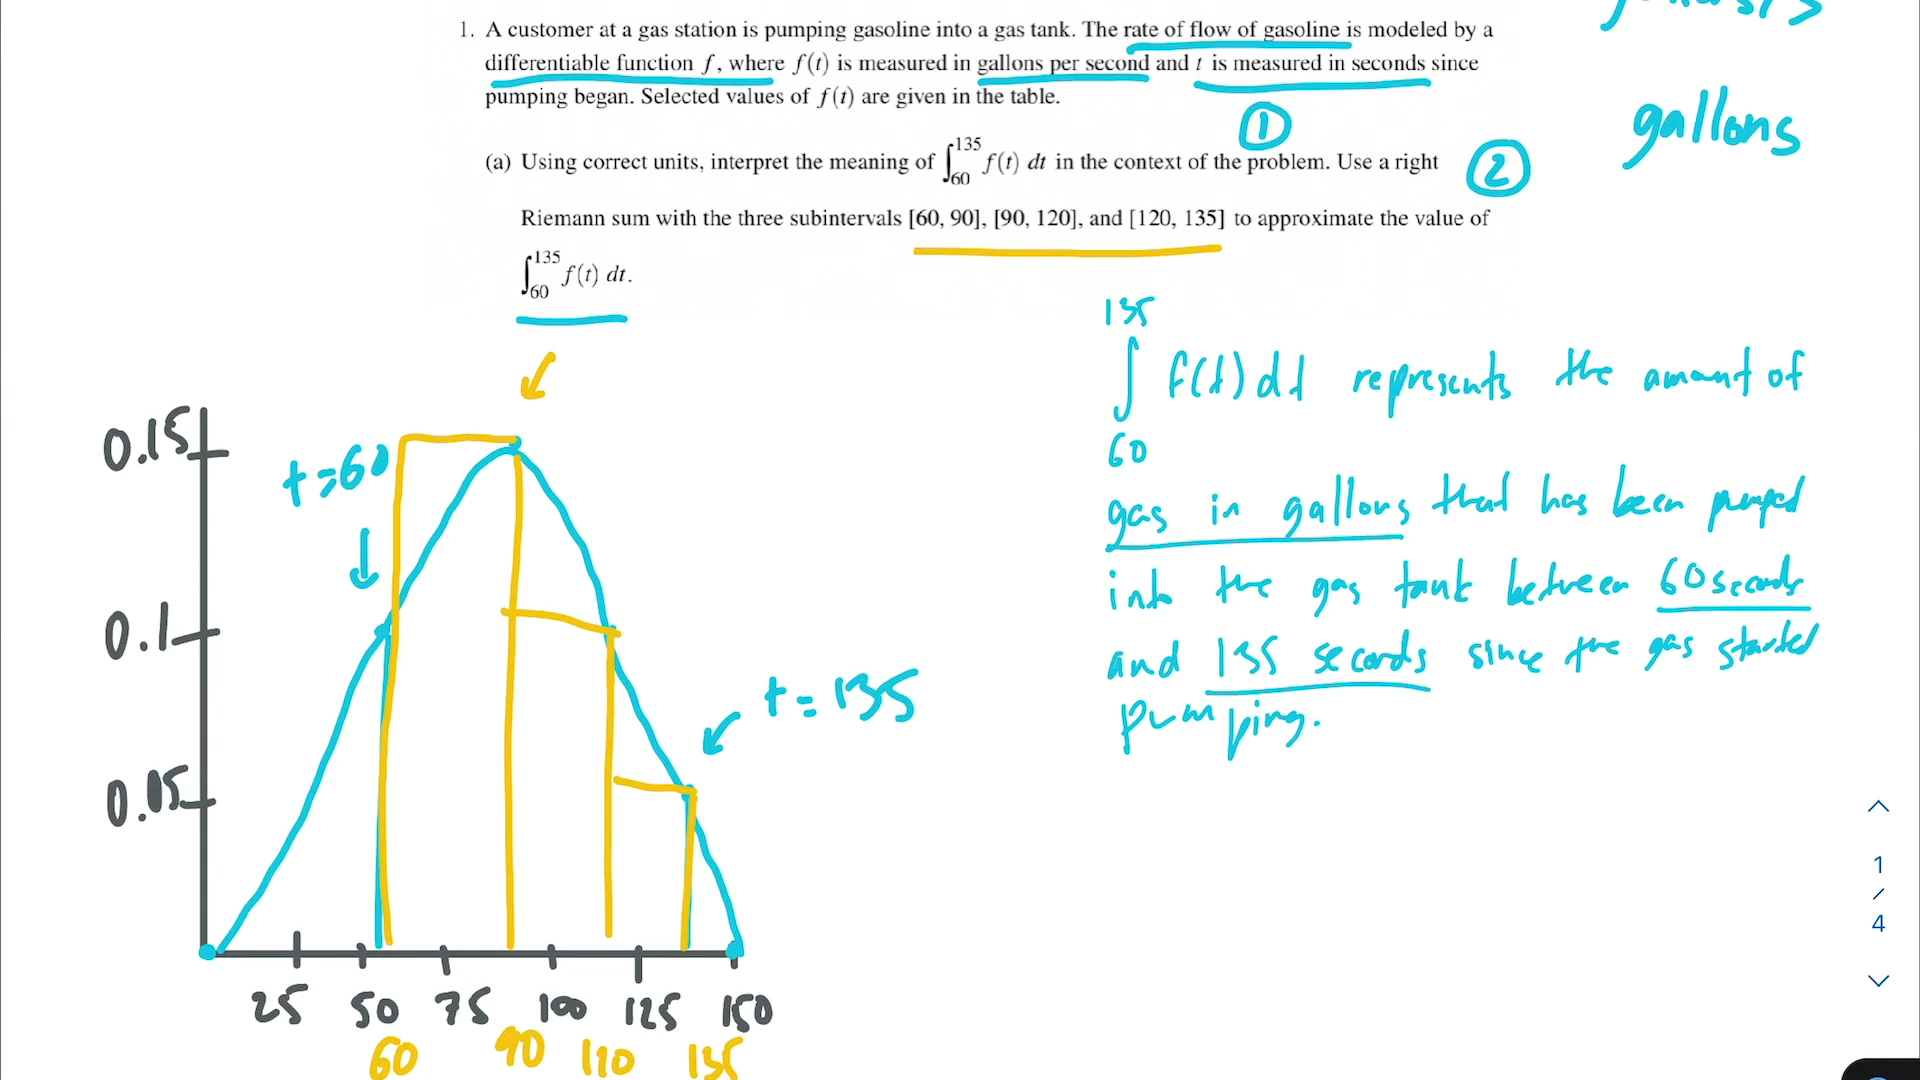 1. A customer at a gas station is pumping gasoline into a gas tank. The rate of flow of gasoline is modeled by a
differentiable function f, where f(t) is measured in gallons per second and t is measured in seconds since
pumping began. Selected values of f(t) are given in the table.
gallons
①
(a) Using correct units, interpret the meaning of ∫_60^135 f(t) dt in the context of the problem. Use a right
②
Riemann sum with the three subintervals [60, 90], [90, 120], and [120, 135] to approximate the value of
∫_60^135 f(t) dt.
∫_60^135 f(t)dt represents the amount of
gas in gallons that has been pumped
into the gas tank between 60 seconds
and 135 seconds since the gas started
pumping.
0.15
t=60
0.1
t=135
0.05
25 50 75 100 125 150
60 90 110 135
1
/
4